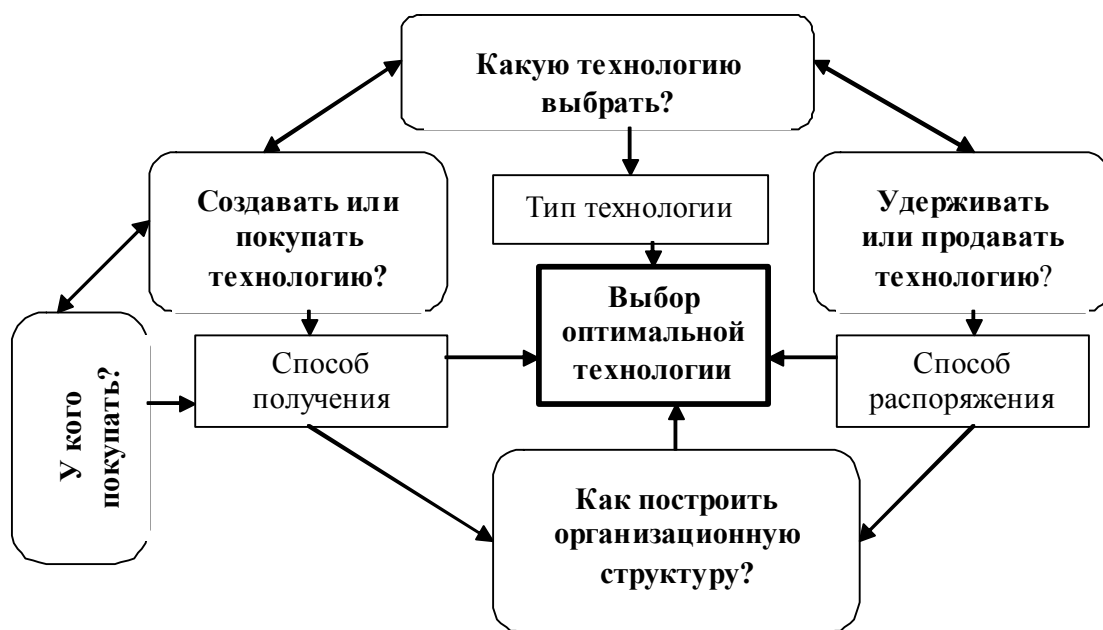 Какую технологию
выбрать?
Создавать или
покупать
технологию?
Тип технологии
Удерживать
или продавать
технологию?
Выбор
оптимальной
технологии
У кого
покупать?
Способ
получения
Способ
распоряжения
Как построить
организационную
структуру?